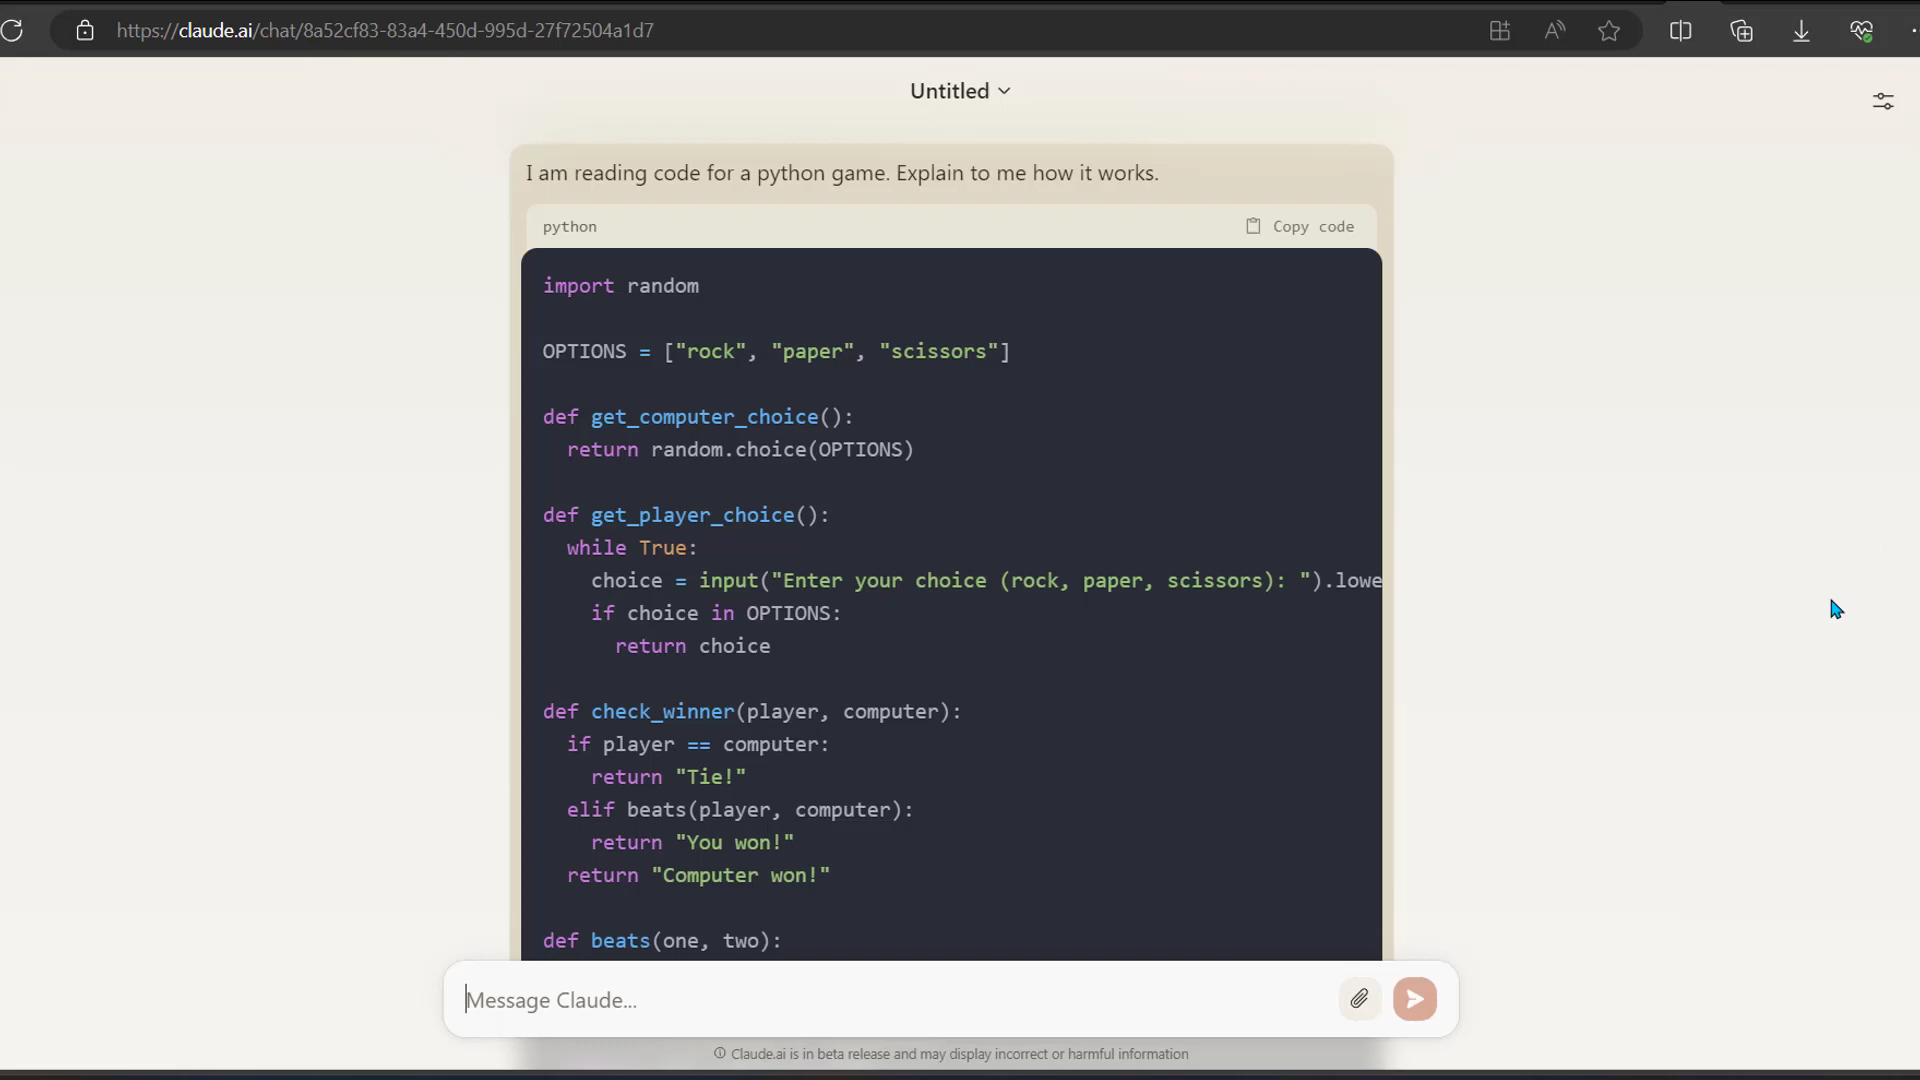 https://claude.ai/chat/8a52cf83-83a4-450d-995d-27f72504a1d7
Untitled
I am reading code for a python game. Explain to me how it works.
python
Copy code
import random
OPTIONS = ["rock", "paper", "scissors"]
def get_computer_choice():
return random.choice(OPTIONS)
def get_player_choice():
while True:
choice = input("Enter your choice (rock, paper, scissors): ").lowe
if choice in OPTIONS:
return choice
def check_winner(player, computer):
if player == computer:
return "Tie!"
elif beats(player, computer):
return "You won!"
return "Computer won!"
def beats(one, two):
Message Claude...
Claude.ai is in beta release and may display incorrect or harmful information